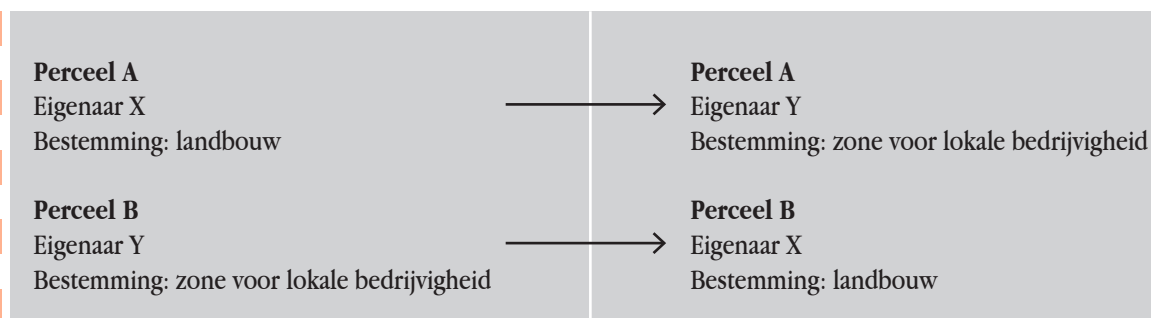 Perceel A
Eigenaar X
Bestemming: landbouw
Perceel B
Eigenaar Y
Bestemming: zone voor lokale bedrijvigheid
Perceel A
Eigenaar Y
Bestemming: zone voor lokale bedrijvigheid
Perceel B
Eigenaar X
Bestemming: landbouw